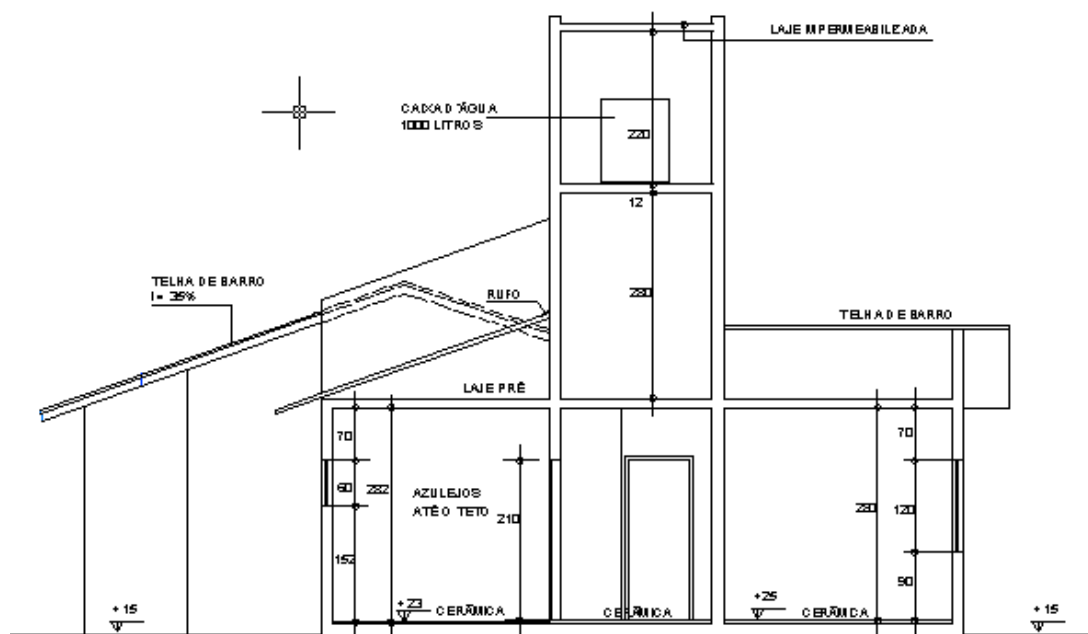 LAJE IMPERMEABILIZADA
CAIXA D'ÁGUA
1000 LITROS
220
12
TELHA DE BARRO
I = 35%
RUFO
280
TELHA DE BARRO
LAJE PRÉ
70
70
60
282
AZULEJOS
ATÉ O TETO
210
280
120
152
90
+ 15
+23
CERÂMICA
CERÂMICA
+25
CERÂMICA
+ 15